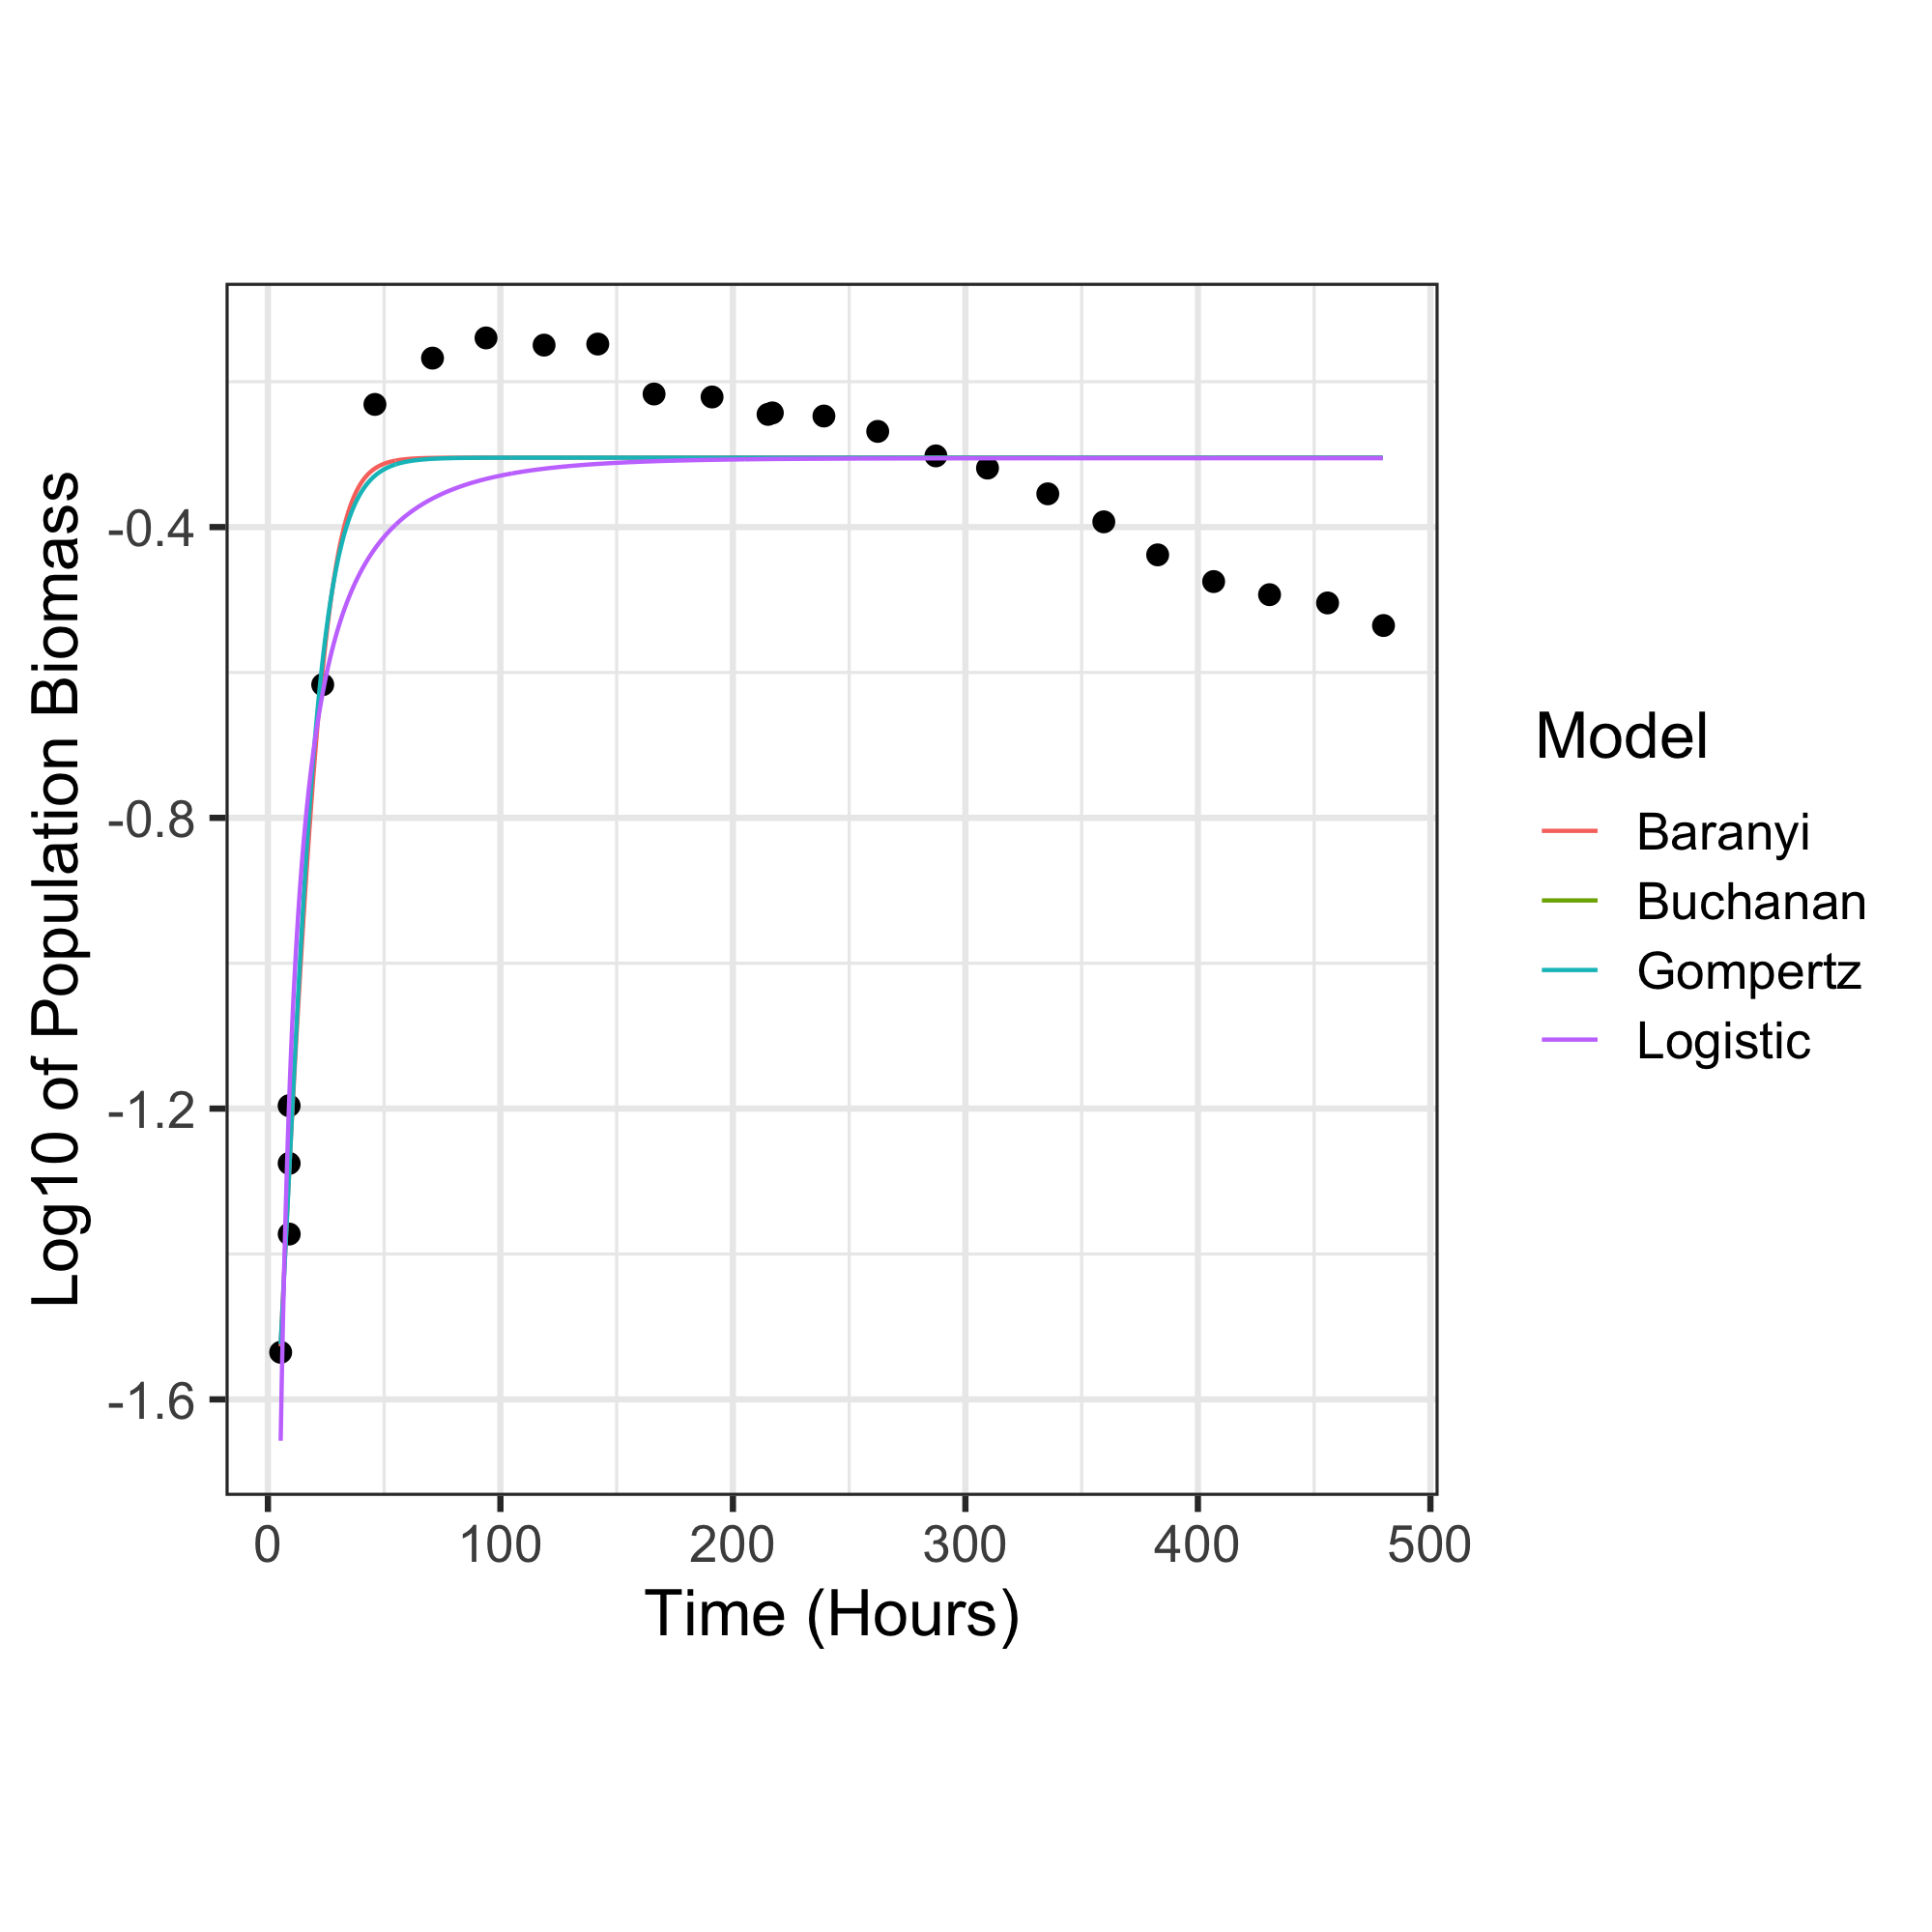 Log10 of Population Biomass
-0.4
-0.8
-1.2
-1.6
0 100 200 300 400 500
Time (Hours)
Model
Baranyi
Buchanan
Gompertz
Logistic